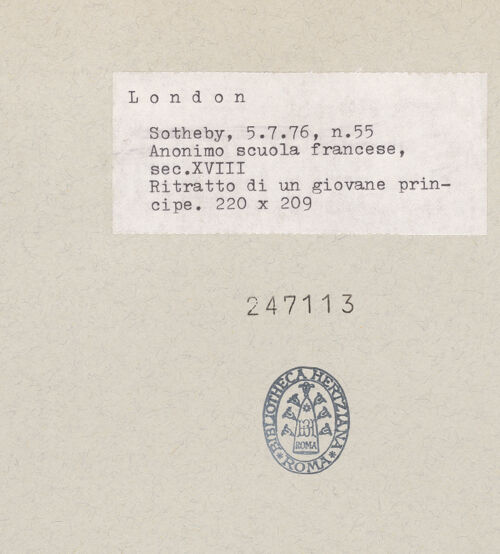 London
Sotheby, 5.7.76, n.55
Anonimo scuola francese,
sec.XVIII
Ritratto di un giovane prin-
cipe. 220 x 209
247113
BIBLIOTHECA HERTZIANA
ROMA
ROMA